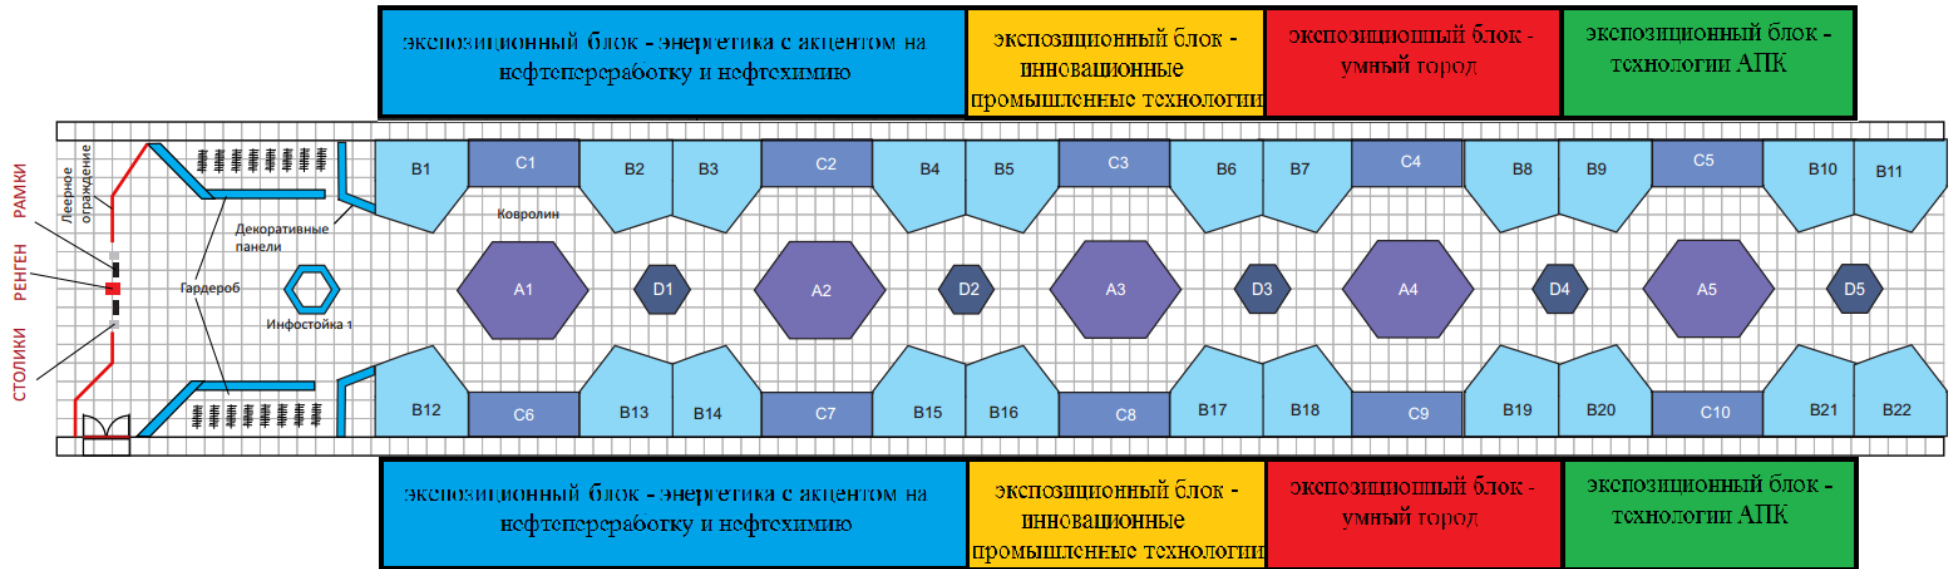 экспозиционный блок - энергетика с акцентом на
нефтепереработку и нефтехимию
экспозиционный блок -
инновационные
промышленные технологии
экспозиционный блок -
умный город
экспозиционный блок -
технологии АПК
РАМКИ
РЕНГЕН
СТОЛИКИ
Леерное
ограждение
Декоративные
панели
Гардероб
Инфостойка 1
Ковролин
B1
C1
B2
B3
C2
B4
B5
C3
B6
B7
C4
B8
B9
C5
B10
B11
A1
D1
A2
D2
A3
D3
A4
D4
A5
D5
B12
C6
B13
B14
C7
B15
B16
C8
B17
B18
C9
B19
B20
C10
B21
B22
экспозиционный блок - энергетика с акцентом на
нефтепереработку и нефтехимию
экспозиционный блок -
инновационные
промышленные технологии
экспозиционный блок -
умный город
экспозиционный блок -
технологии АПК